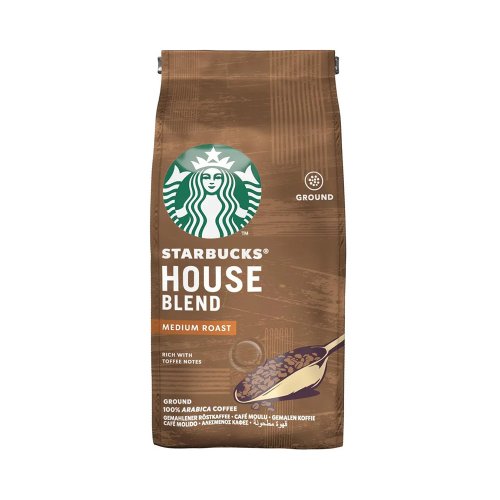 GROUND
™
STARBUCKS®
HOUSE
BLEND
MEDIUM ROAST
RICH WITH
TOFFEE NOTES
GROUND
100% ARABICA COFFEE
GEMAHLENER RÖSTKAFFEE • CAFÉ MOULU • GEMALEN KOFFIE
CAFÉ MOLIDO • ΑΛΕΣΜΕΝΟΣ ΚΑΦΕΣ • قهوة مطحونة